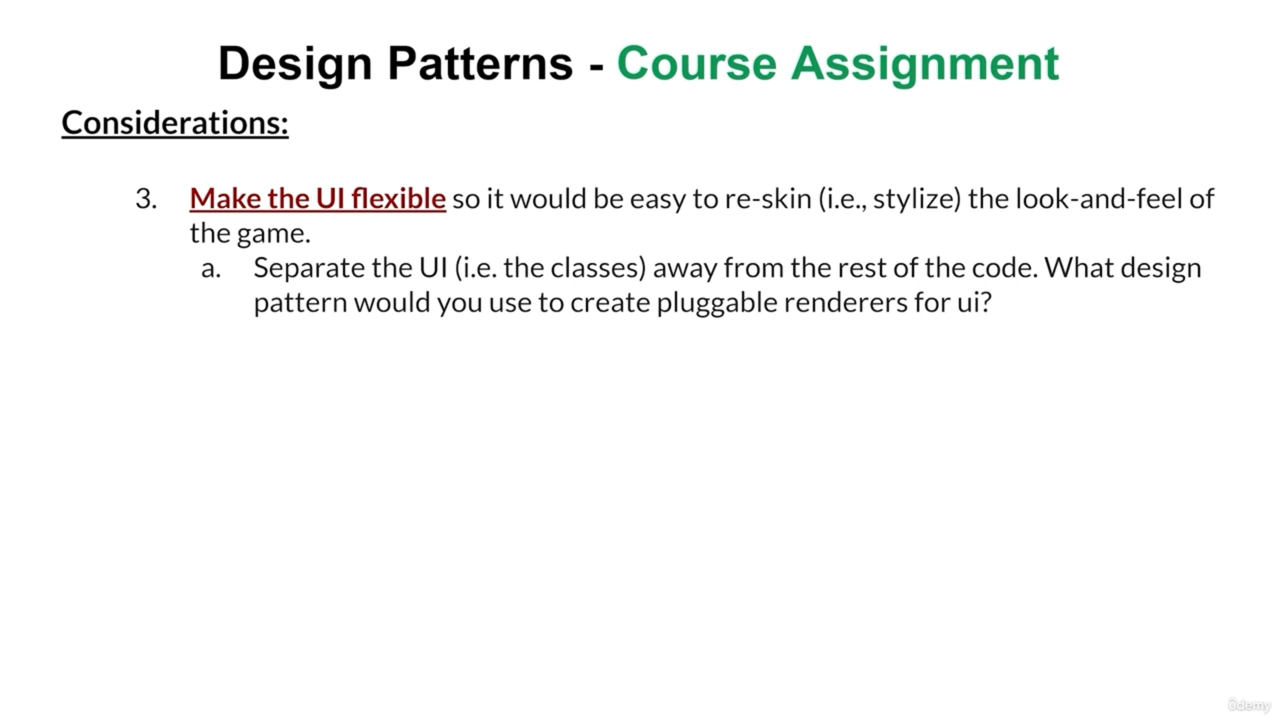 Design Patterns - Course Assignment
Considerations:
3. Make the UI flexible so it would be easy to re-skin (i.e., stylize) the look-and-feel of
the game.
a. Separate the UI (i.e. the classes) away from the rest of the code. What design
pattern would you use to create pluggable renderers for ui?
ûdemy